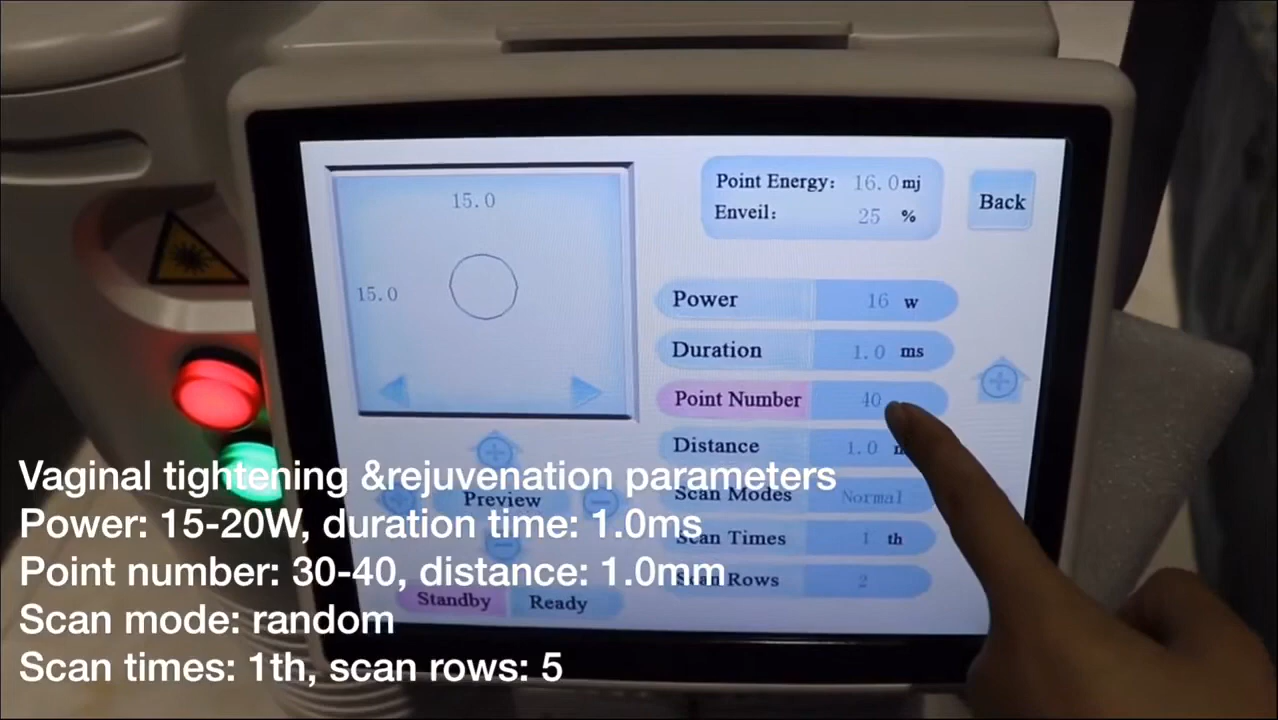 15.0
15.0
Point Energy: 16.0mj
Enveil: 25 %
Back
Power 16 w
Duration 1.0 ms
Point Number 40
Distance 1.0
Scan Modes Normal
Scan Times 1 th
Scan Rows 2
Preview
Standby Ready
Vaginal tightening &rejuvenation parameters
Power: 15-20W, duration time: 1.0ms
Point number: 30-40, distance: 1.0mm
Scan mode: random
Scan times: 1th, scan rows: 5